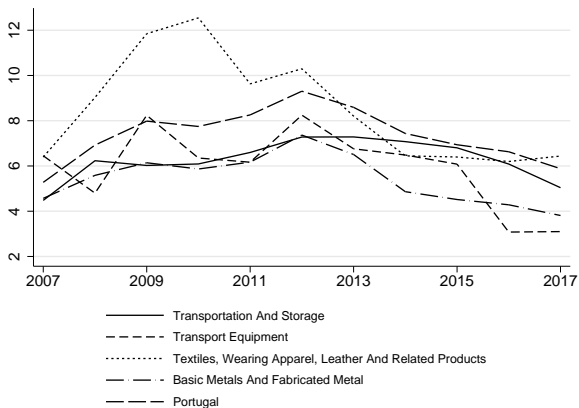 12
10
8
6
4
2
2007 2009 2011 2013 2015 2017
Transportation And Storage
Transport Equipment
Textiles, Wearing Apparel, Leather And Related Products
Basic Metals And Fabricated Metal
Portugal